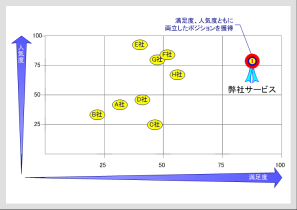 満足度、人気度ともに
両立したポジションを獲得
人気度
100
75
50
25
E社
F社
G社
H社
D社
A社
B社
C社
弊社サービス
25
50
75
100
満足度